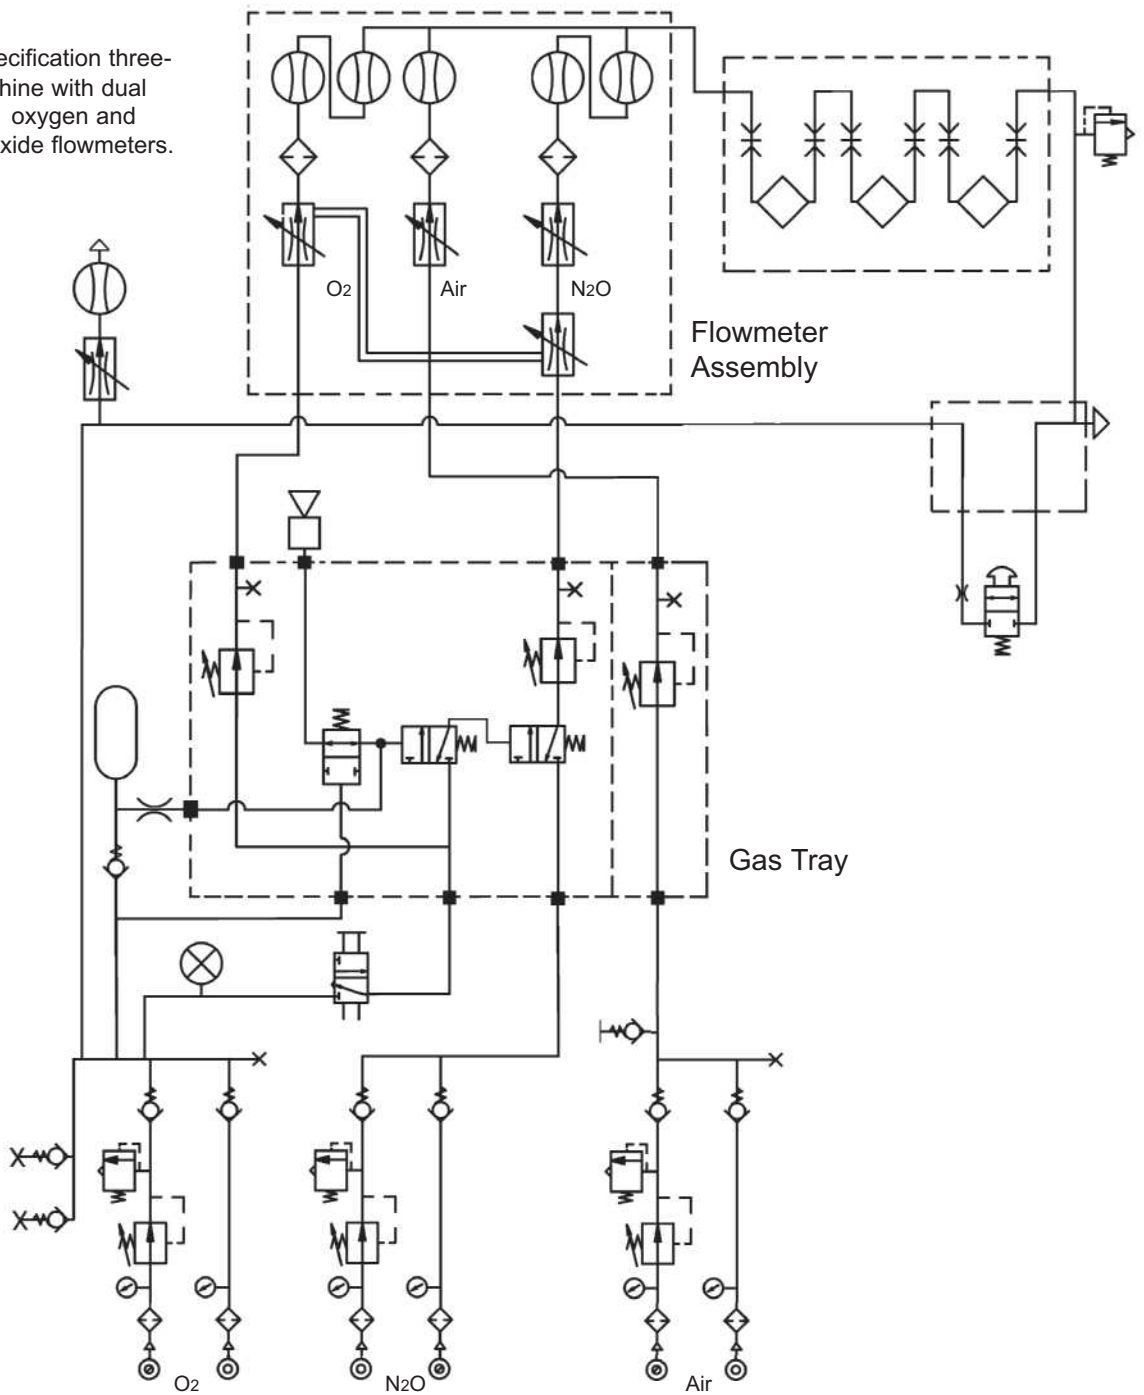 ecification three-
hine with dual
oxygen and
xide flowmeters.
O2
Air
N2O
Flowmeter
Assembly
Gas Tray
O2
N2O
Air